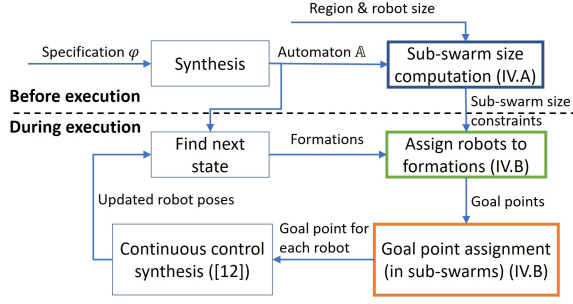 Region & robot size
Specification φ
Synthesis
Automaton 𝔸
Sub-swarm size
computation (IV.A)
Before execution
During execution
Sub-swarm size
constraints
Find next
state
Formations
Assign robots to
formations (IV.B)
Updated robot poses
Goal points
Continuous control
synthesis ([12])
Goal point for
each robot
Goal point assignment
(in sub-swarms) (IV.B)